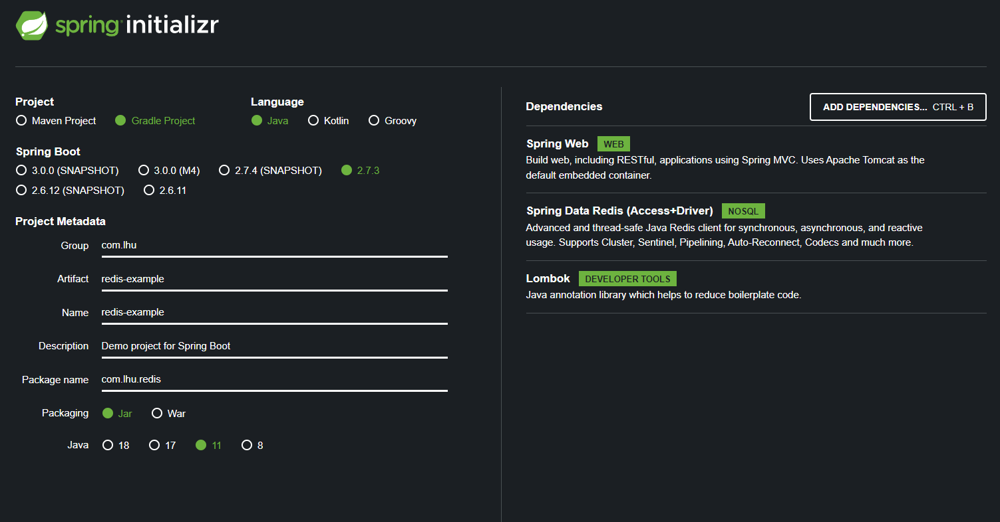 spring initializr
Project
Maven Project Gradle Project
Language
Java Kotlin Groovy
Spring Boot
3.0.0 (SNAPSHOT) 3.0.0 (M4) 2.7.4 (SNAPSHOT) 2.7.3
2.6.12 (SNAPSHOT) 2.6.11
Project Metadata
Group com.lhu
Artifact redis-example
Name redis-example
Description Demo project for Spring Boot
Package name com.lhu.redis
Packaging Jar War
Java 18 17 11 8
Dependencies ADD DEPENDENCIES... CTRL + B
Spring Web WEB
Build web, including RESTful, applications using Spring MVC. Uses Apache Tomcat as the
default embedded container.
Spring Data Redis (Access+Driver) NOSQL
Advanced and thread-safe Java Redis client for synchronous, asynchronous, and reactive
usage. Supports Cluster, Sentinel, Pipelining, Auto-Reconnect, Codecs and much more.
Lombok DEVELOPER TOOLS
Java annotation library which helps to reduce boilerplate code.